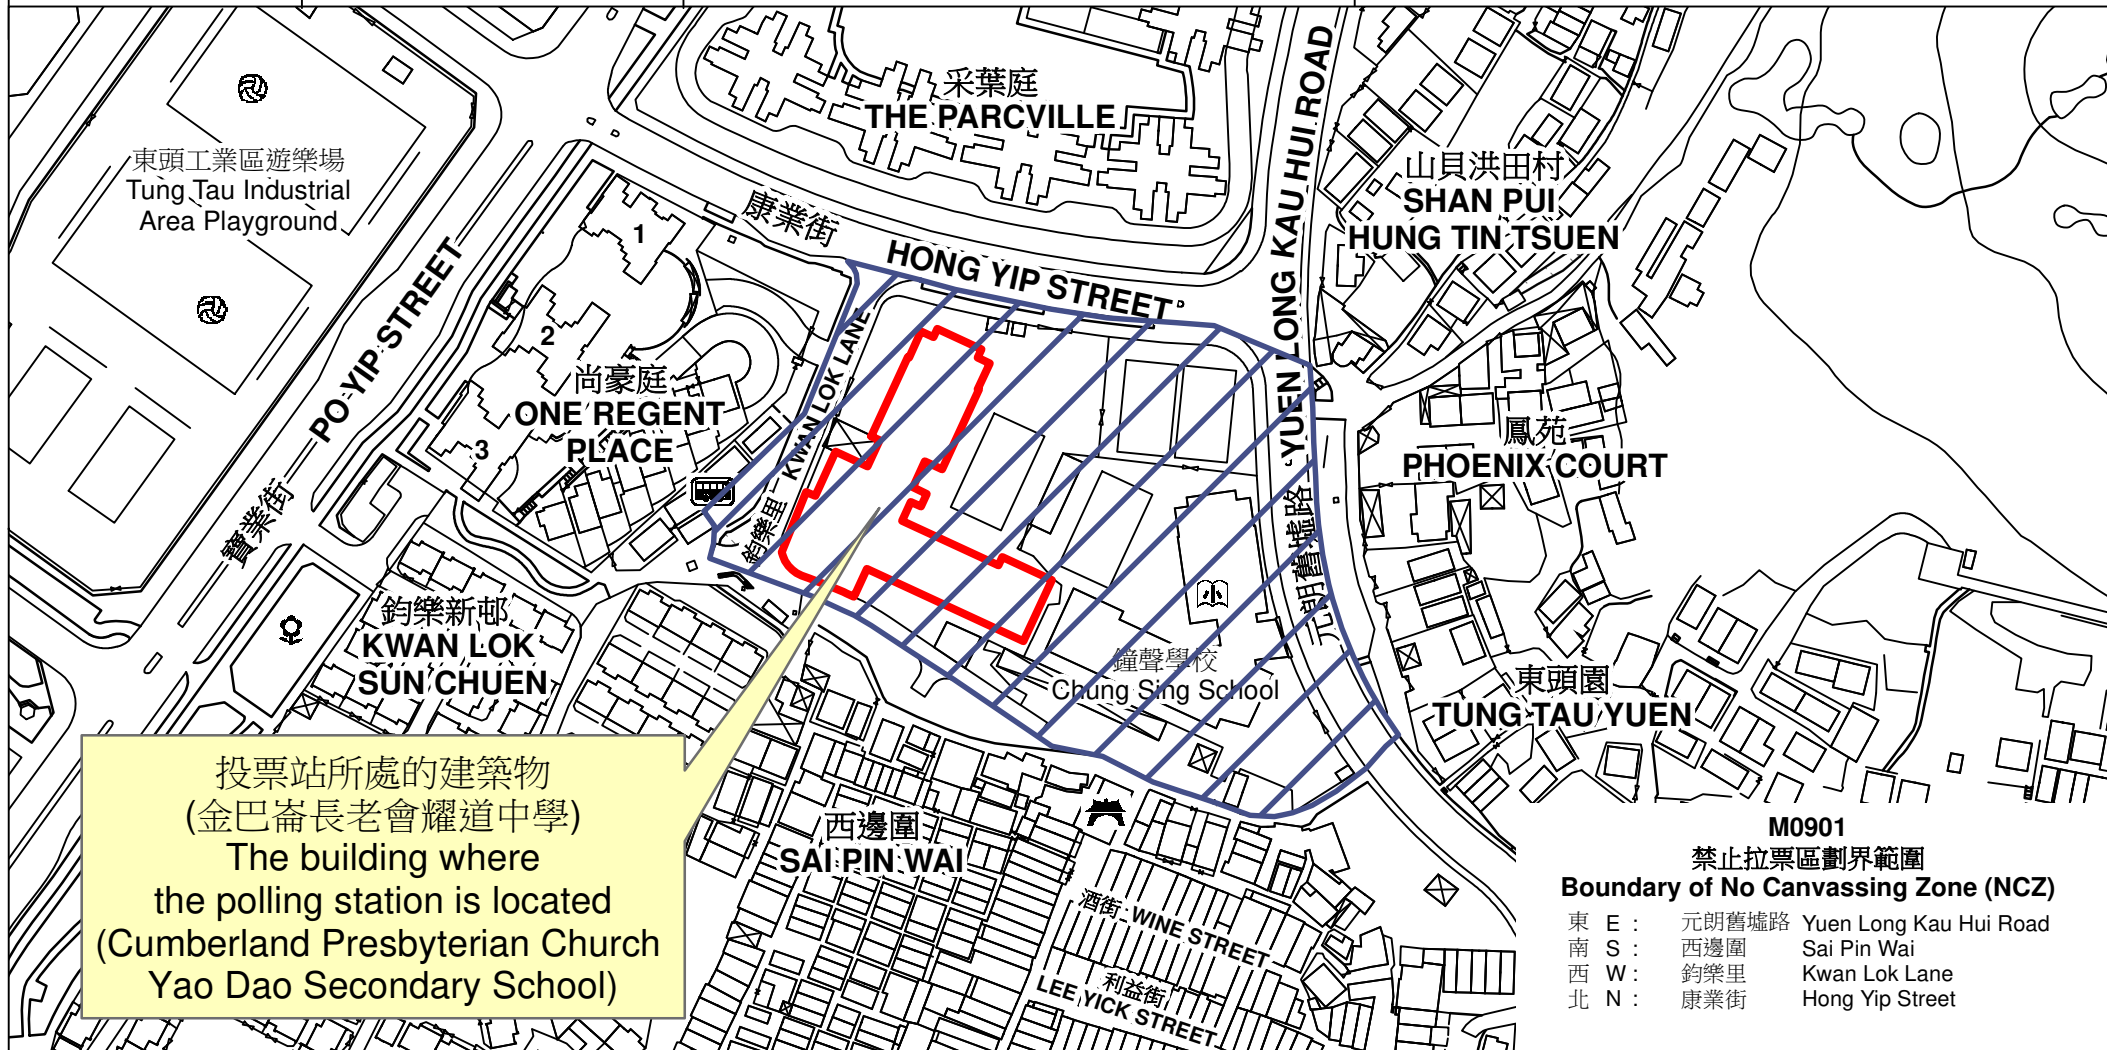 采葉庭
THE PARCVILLE
東頭工業區遊樂場
Tung Tau Industrial
Area Playground
山貝洪田村
SHAN PUI
HUNG TIN TSUEN
康業街
HONG YIP STREET
元朗舊墟路
YUEN LONG KAU HUI ROAD
寶業街
PO YIP STREET
1
2
3
尚豪庭
ONE REGENT
PLACE
鈞樂里
KWAN LOK LANE
鳳苑
PHOENIX COURT
小
鈞樂新邨
KWAN LOK
SUN CHUEN
鐘聲學校
Chung Sing School
東頭園
TUNG TAU YUEN
投票站所處的建築物
(金巴崙長老會耀道中學)
The building where
the polling station is located
(Cumberland Presbyterian Church
Yao Dao Secondary School)
西邊圍
SAI PIN WAI
酒街 WINE STREET
利益街
LEE YICK STREET
M0901
禁止拉票區劃界範圍
Boundary of No Canvassing Zone (NCZ)
東 E : 元朗舊墟路 Yuen Long Kau Hui Road
南 S : 西邊圍 Sai Pin Wai
西 W : 鈞樂里 Kwan Lok Lane
北 N : 康業街 Hong Yip Street